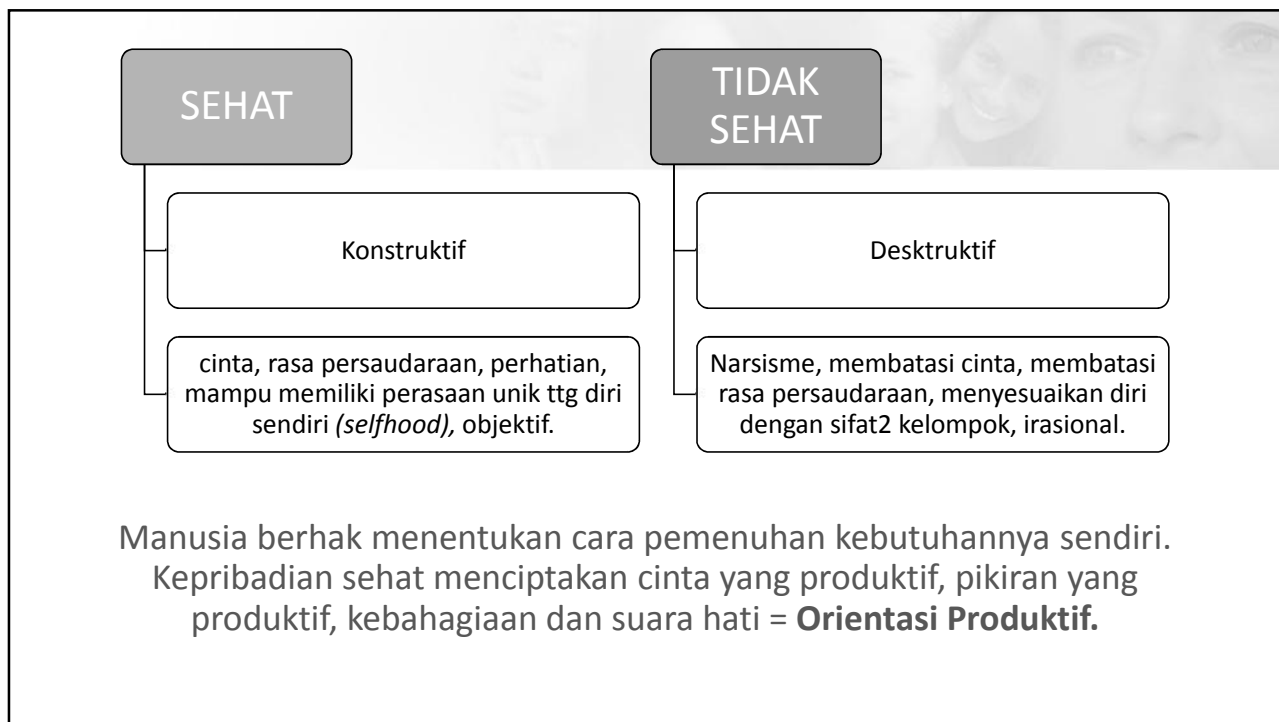 SEHAT
Konstruktif
cinta, rasa persaudaraan, perhatian,
mampu memiliki perasaan unik ttg diri
sendiri (selfhood), objektif.
TIDAK
SEHAT
Desktruktif
Narsisme, membatasi cinta, membatasi
rasa persaudaraan, menyesuaikan diri
dengan sifat2 kelompok, irasional.
Manusia berhak menentukan cara pemenuhan kebutuhannya sendiri.
Kepribadian sehat menciptakan cinta yang produktif, pikiran yang
produktif, kebahagiaan dan suara hati = Orientasi Produktif.